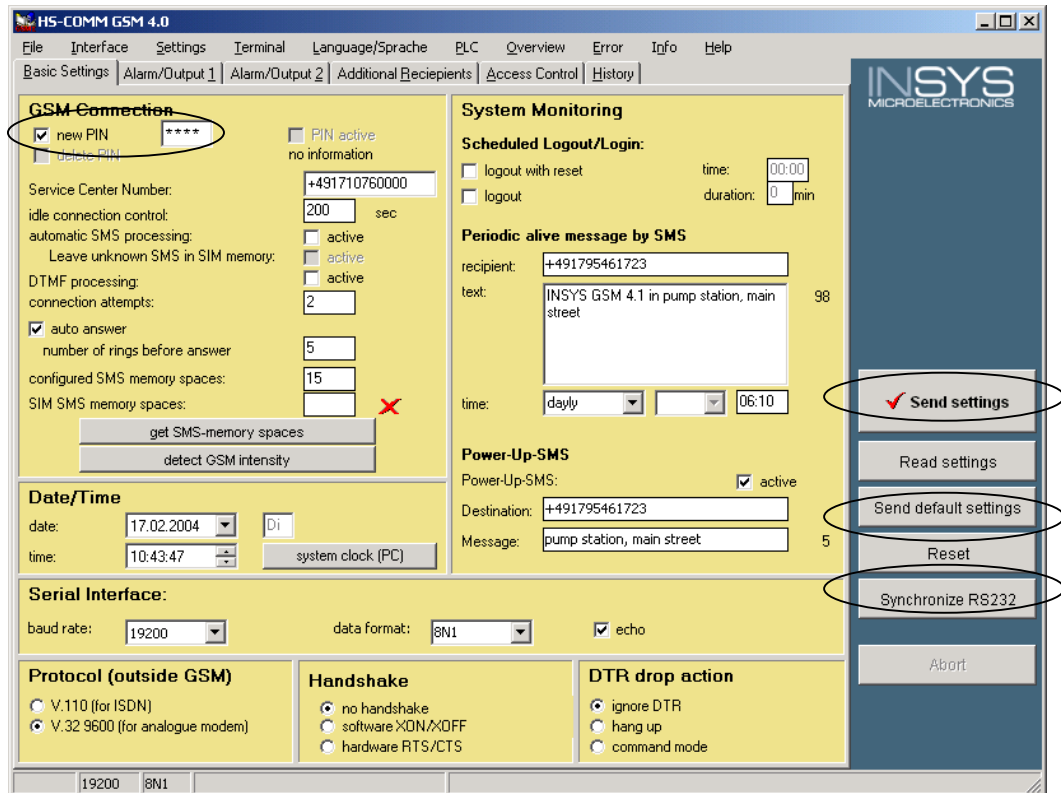 HS-COMM GSM 4.0
File Interface Settings Terminal Language/Sprache PLC Overview Error Info Help
Basic Settings Alarm/Output 1 Alarm/Output 2 Additional Reciepients Access Control History
INSYS
MICROELECTRONICS
GSM Connection
new PIN **** PIN active
delete PIN no information
Service Center Number: +491710760000
idle connection control: 200 sec
automatic SMS processing: active
Leave unknown SMS in SIM memory: active
DTMF processing: active
connection attempts: 2
auto answer
number of rings before answer 5
configured SMS memory spaces: 15
SIM SMS memory spaces:
get SMS-memory spaces
detect GSM intensity
Date/Time
date: 17.02.2004 Di
time: 10:43:47 system clock (PC)
System Monitoring
Scheduled Logout/Login:
logout with reset time: 00:00
logout duration: 0 min
Periodic alive message by SMS
recipient: +491795461723
text: INSYS GSM 4.1 in pump station, main 98
street
time: dayly 06:10
Power-Up-SMS
Power-Up-SMS: active
Destination: +491795461723
Message: pump station, main street 5
Send settings
Read settings
Send default settings
Reset
Synchronize RS232
Abort
Serial Interface:
baud rate: 19200 data format: 8N1 echo
Protocol (outside GSM)
V.110 (for ISDN)
V.32 9600 (for analogue modem)
Handshake
no handshake
software XON/XOFF
hardware RTS/CTS
DTR drop action
ignore DTR
hang up
command mode
19200 8N1